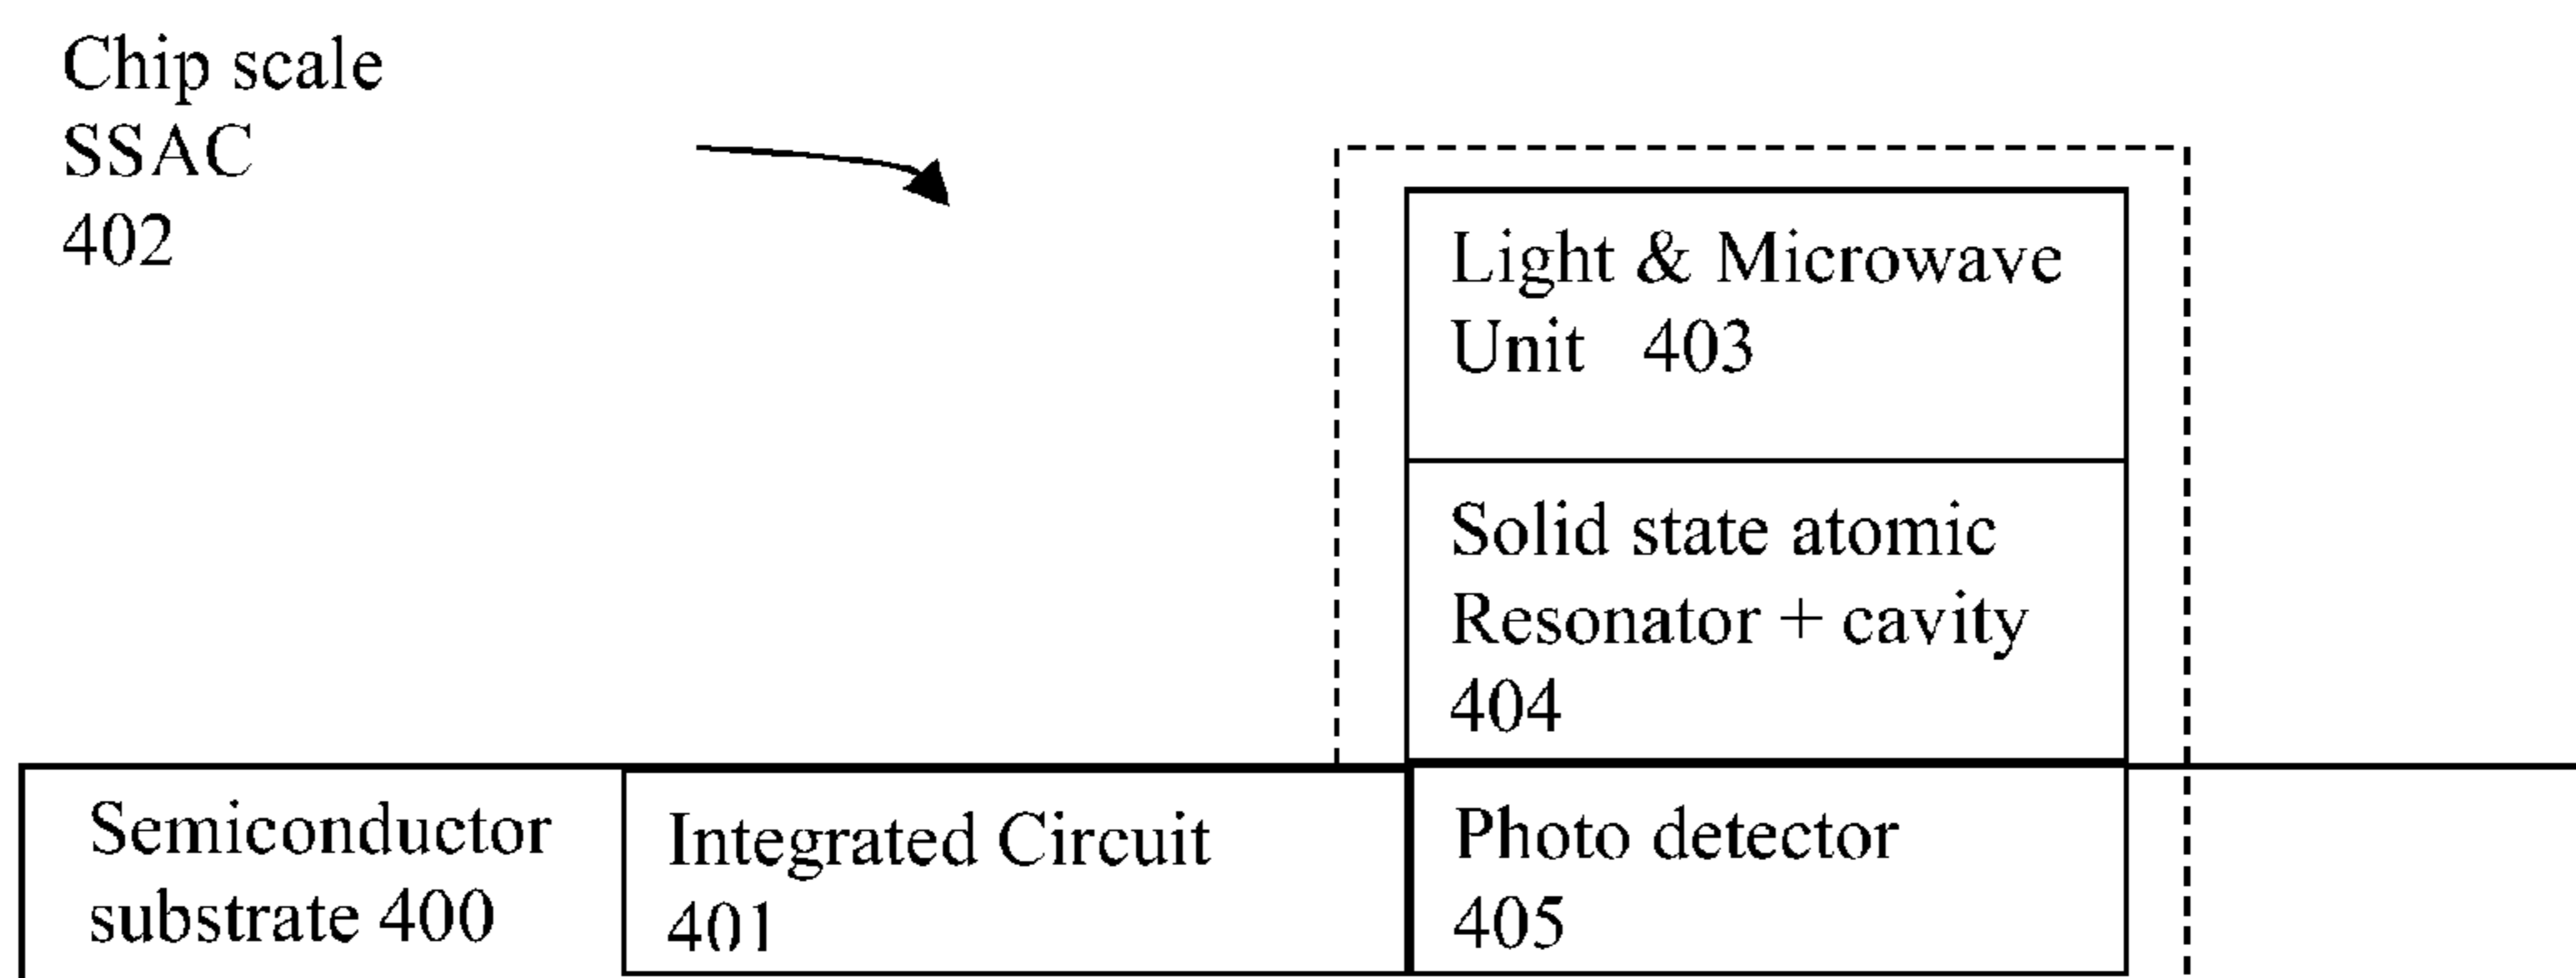 Chip scale
SSAC
402
Light & Microwave
Unit 403
Solid state atomic
Resonator + cavity
404
Semiconductor
substrate 400
Integrated Circuit
401
Photo detector
405